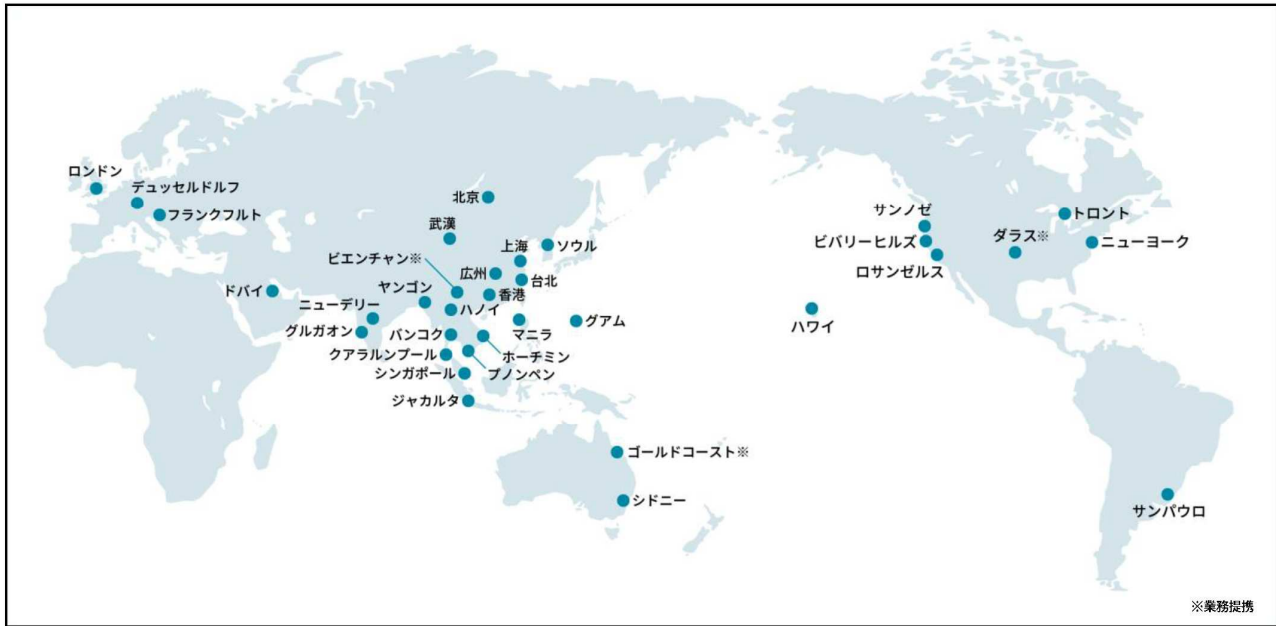 ロンドン
デュッセルドルフ
フランクフルト
北京
武漢
上海
ソウル
ビエンチャン※
広州
台北
ヤンゴン
香港
ドバイ
ニューデリー
ハノイ
グアム
グルガオン
バンコク
マニラ
クアラルンプール
ホーチミン
シンガポール
プノンペン
ジャカルタ
ゴールドコースト※
シドニー
サンノゼ
トロント
ビバリーヒルズ
ダラス※
ニューヨーク
ロサンゼルス
ハワイ
サンパウロ
※業務提携